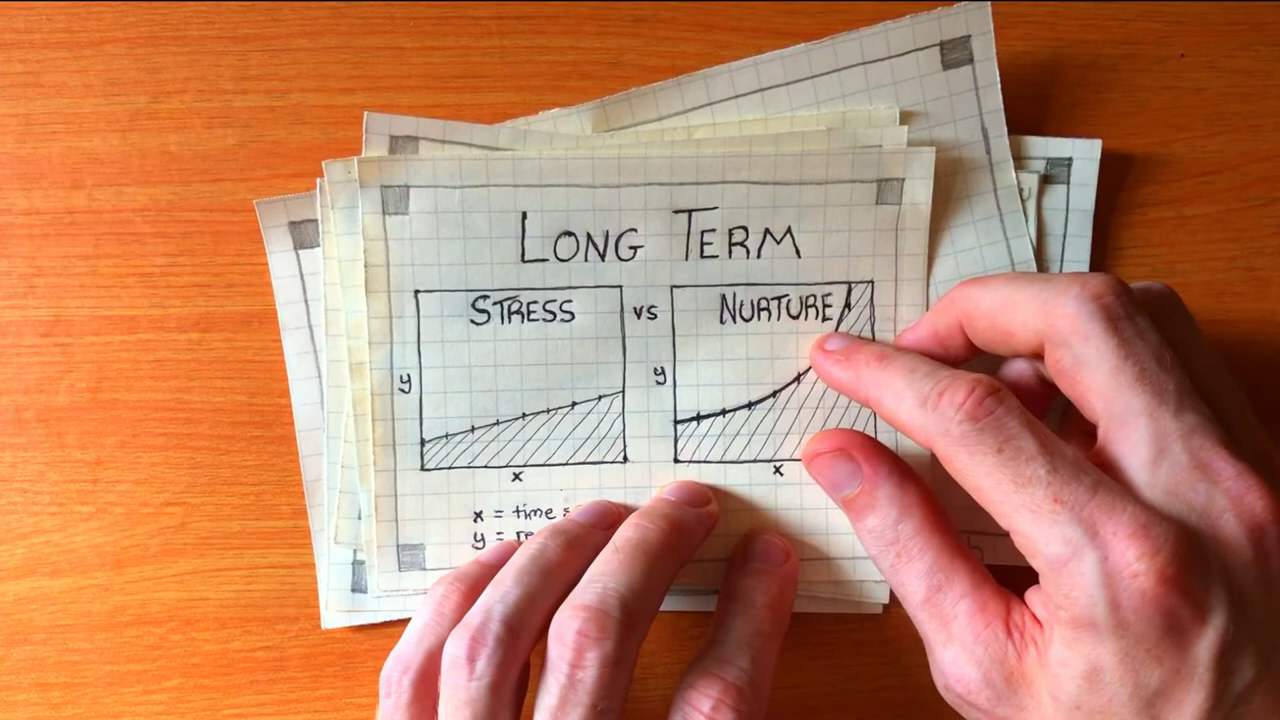 LONG TERM
STRESS vs NURTURE
y y
x x
x = time
y =